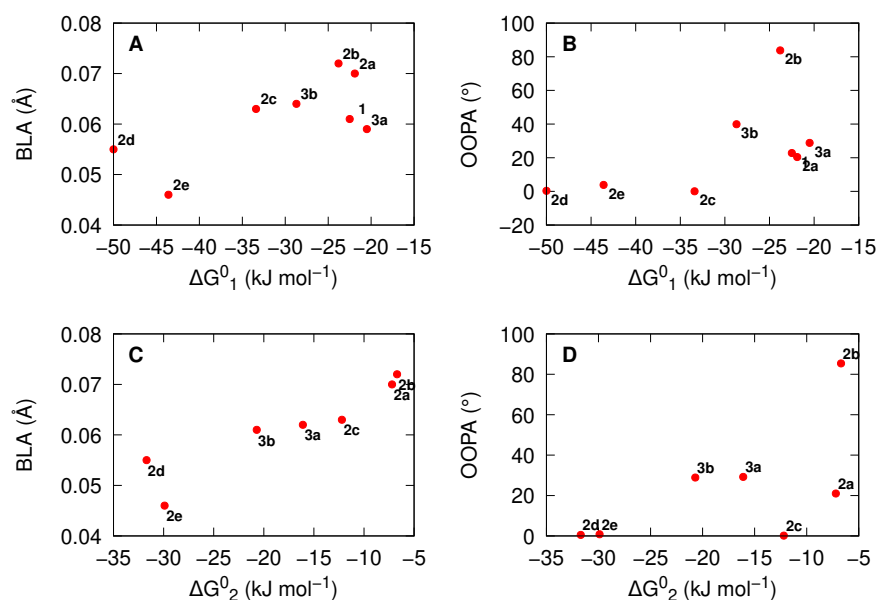 A
BLA (Å)
0.08
0.07
0.06
0.05
0.04
2b
2a
2c
3b
1
3a
2d
2e
−50 −45 −40 −35 −30 −25 −20 −15
ΔG⁰₁ (kJ mol⁻¹)
B
OOPA (°)
100
80
60
40
20
0
−20
2b
3b
3a
1
2a
2d
2e
2c
−50 −45 −40 −35 −30 −25 −20 −15
ΔG⁰₁ (kJ mol⁻¹)
C
BLA (Å)
0.08
0.07
0.06
0.05
0.04
2b
2a
3b
3a
2c
2d
2e
−35 −30 −25 −20 −15 −10 −5
ΔG⁰₂ (kJ mol⁻¹)
D
OOPA (°)
100
80
60
40
20
0
2b
3b
3a
2a
2d
2e
2c
−35 −30 −25 −20 −15 −10 −5
ΔG⁰₂ (kJ mol⁻¹)